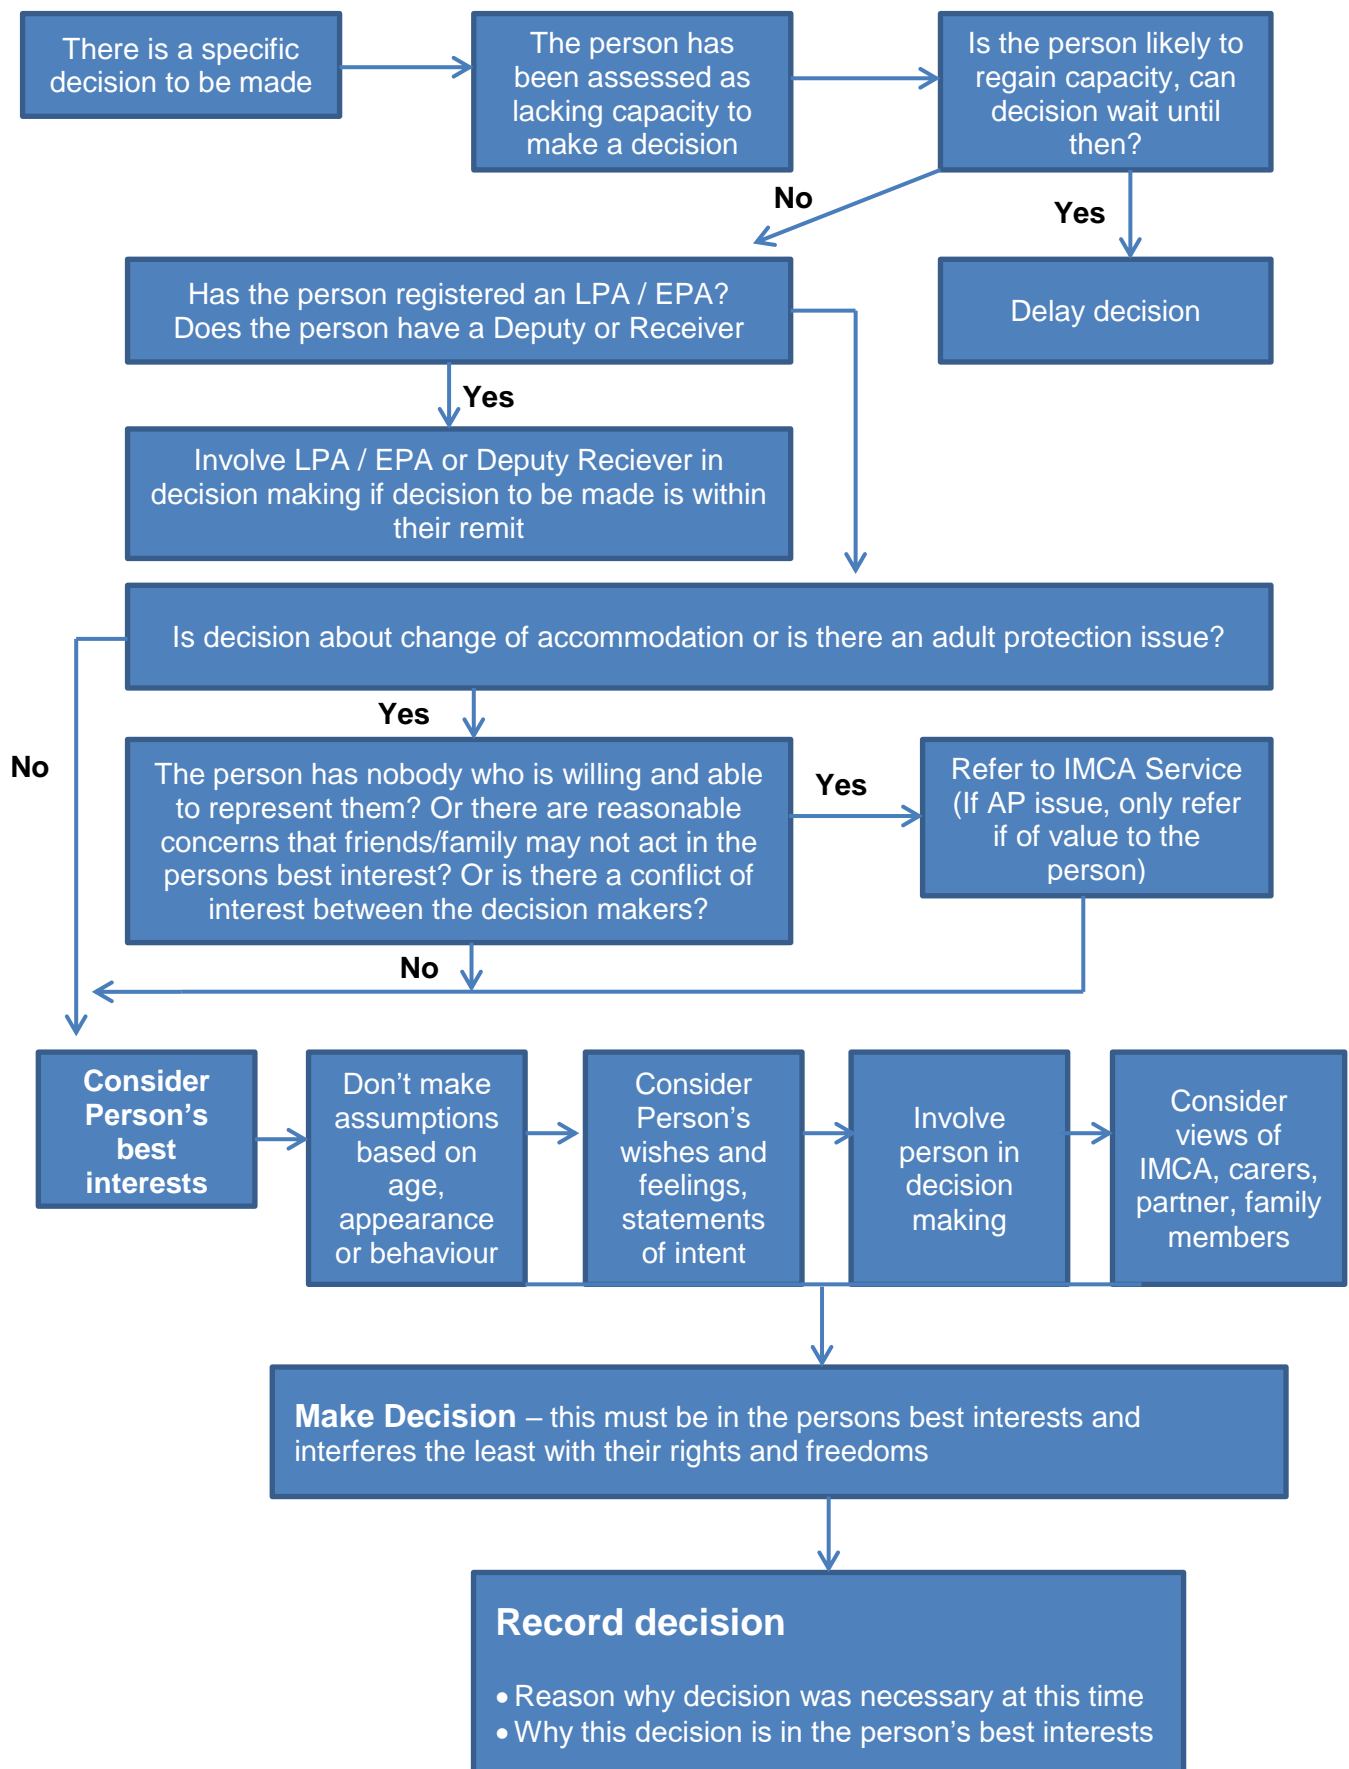 There is a specific
decision to be made
The person has
been assessed as
lacking capacity to
make a decision
Is the person likely to
regain capacity, can
decision wait until
then?
No
Yes
Has the person registered an LPA / EPA?
Does the person have a Deputy or Receiver
Delay decision
Yes
Involve LPA / EPA or Deputy Reciever in
decision making if decision to be made is within
their remit
Is decision about change of accommodation or is there an adult protection issue?
Yes
No
The person has nobody who is willing and able
to represent them? Or there are reasonable
concerns that friends/family may not act in the
persons best interest? Or is there a conflict of
interest between the decision makers?
Yes
Refer to IMCA Service
(If AP issue, only refer
if of value to the
person)
No
Consider
Person’s
best
interests
Don’t make
assumptions
based on
age,
appearance
or behaviour
Consider
Person’s
wishes and
feelings,
statements
of intent
Involve
person in
decision
making
Consider
views of
IMCA, carers,
partner, family
members
Make Decision – this must be in the persons best interests and
interferes the least with their rights and freedoms
Record decision
• Reason why decision was necessary at this time
• Why this decision is in the person’s best interests